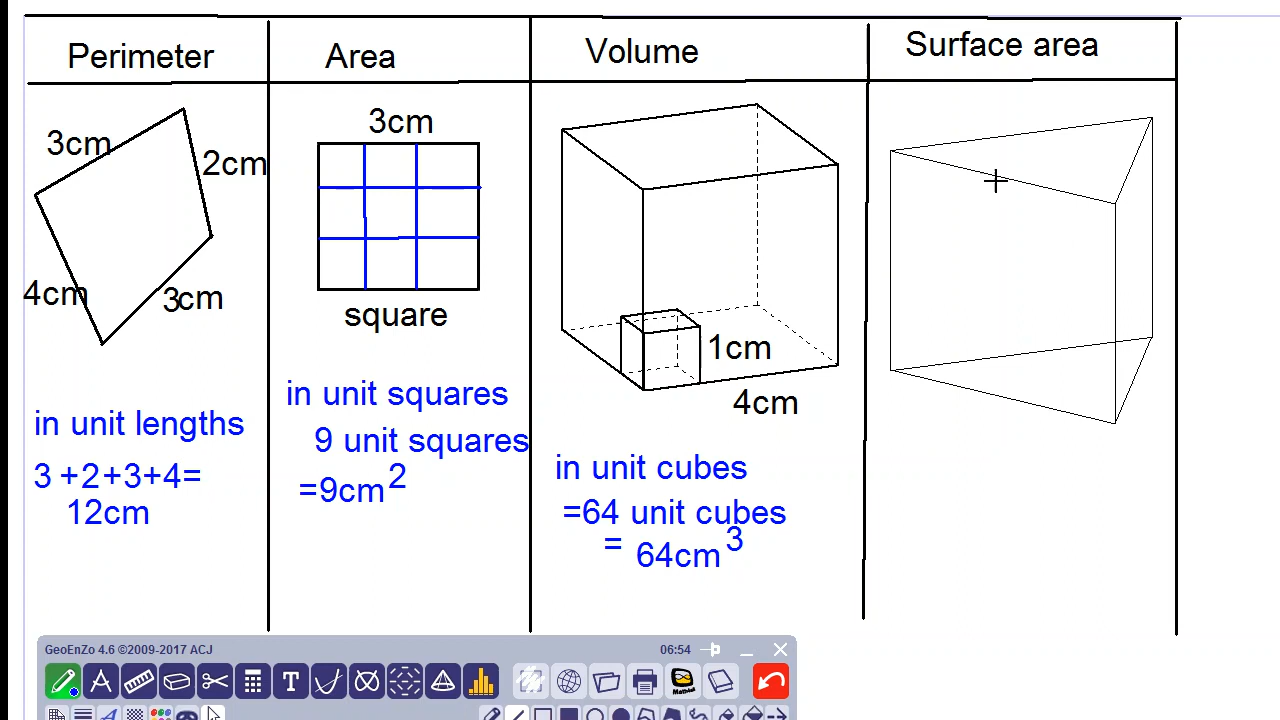 Perimeter
Area
Volume
Surface area
3cm
2cm
4cm
3cm
in unit lengths
3 +2+3+4=
12cm
3cm
square
in unit squares
9 unit squares
=9cm2
1cm
4cm
in unit cubes
=64 unit cubes
= 64cm3
GeoEnZo 4.6 ©2009-2017 ACJ
06:54